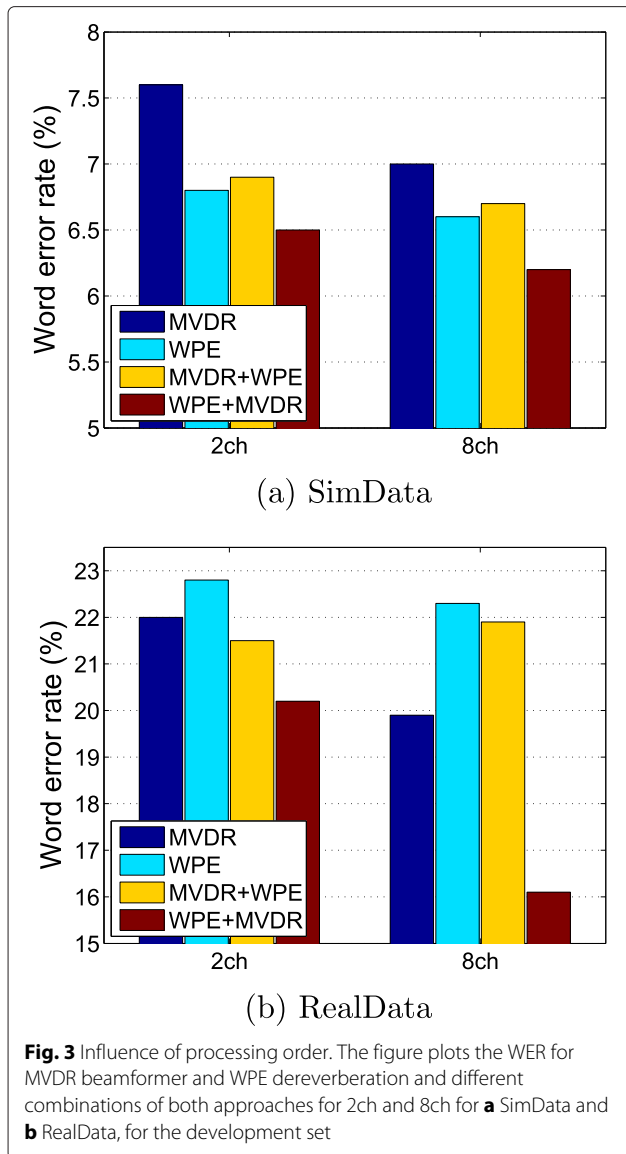 8
7.5
7
6.5
6
5.5
5
Word error rate (%)
MVDR
WPE
MVDR+WPE
WPE+MVDR
2ch 8ch
(a) SimData
23
22
21
20
19
18
17
16
15
Word error rate (%)
MVDR
WPE
MVDR+WPE
WPE+MVDR
2ch 8ch
(b) RealData
Fig. 3 Influence of processing order. The figure plots the WER for
MVDR beamformer and WPE dereverberation and different
combinations of both approaches for 2ch and 8ch for a SimData and
b RealData, for the development set